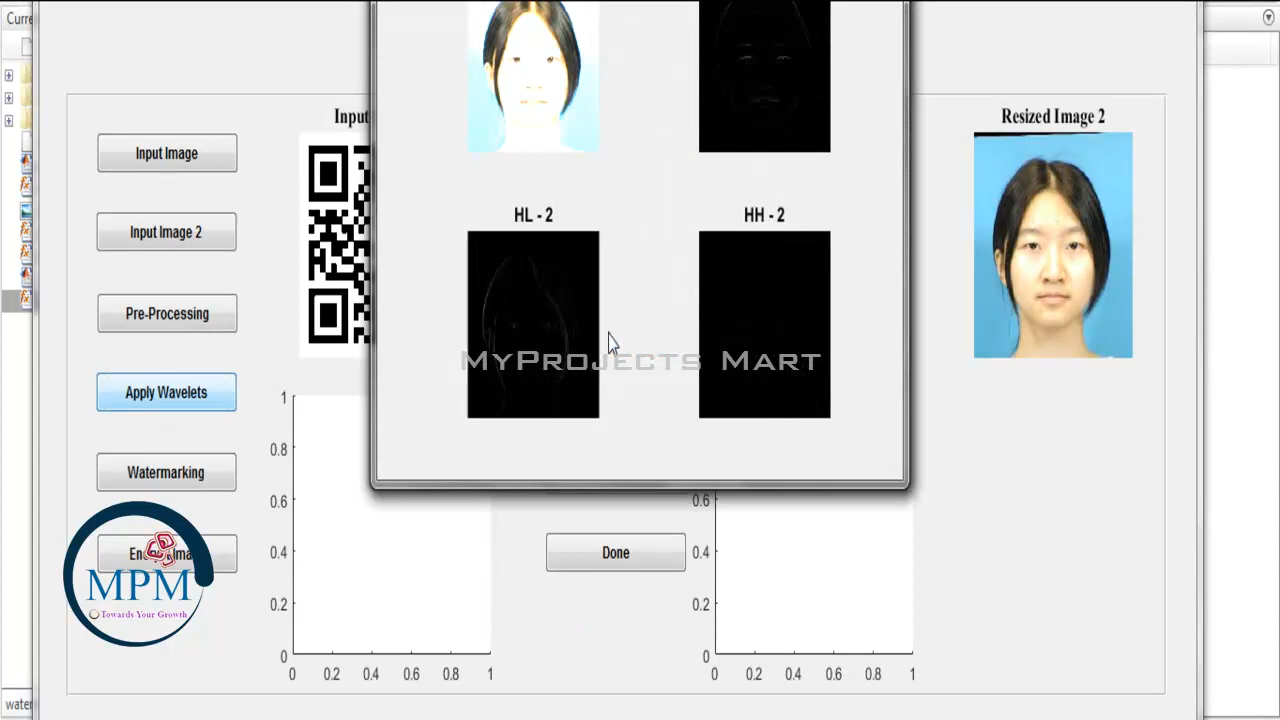 Curre
Input
Resized Image 2
Input Image
HL - 2
HH - 2
Input Image 2
Pre-Processing
MyProjects Mart
Apply Wavelets
1
0.8
0.6
0.4
0.2
0
0 0.2 0.4 0.6 0.8 1
Watermarking
Done
0.6
0.4
0.2
0
0 0.2 0.4 0.6 0.8 1
MPM
Towards Your Growth
water